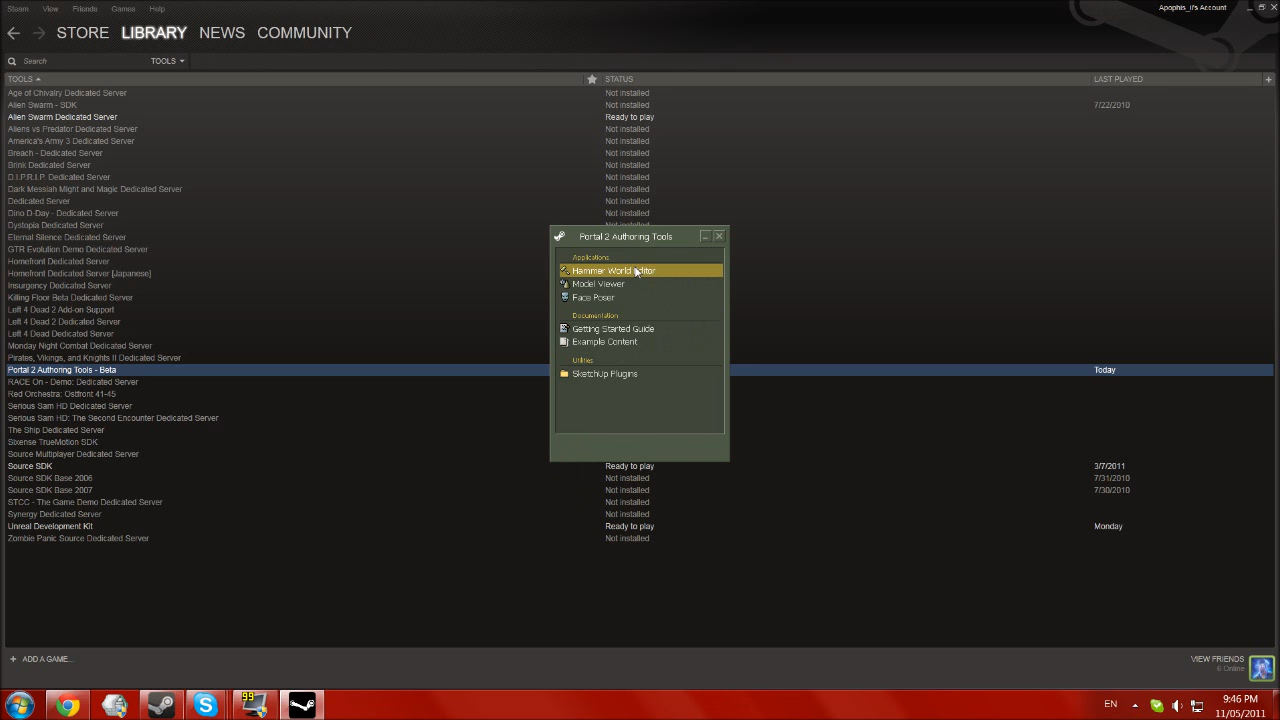 Steam View Friends Games Help
Apophis_II's Account
STORE LIBRARY NEWS COMMUNITY
Search TOOLS
TOOLS STATUS LAST PLAYED +
Age of Chivalry Dedicated Server Not installed
Alien Swarm - SDK Not installed 7/22/2010
Alien Swarm Dedicated Server Ready to play
Aliens vs Predator Dedicated Server Not installed
America's Army 3 Dedicated Server Not installed
Breach - Dedicated Server Not installed
Brink Dedicated Server Not installed
D.I.P.R.I.P. Dedicated Server Not installed
Dark Messiah Might and Magic Dedicated Server Not installed
Dedicated Server Not installed
Dino D-Day - Dedicated Server Not installed
Dystopia Dedicated Server Not installed
Eternal Silence Dedicated Server
GTR Evolution Demo Dedicated Server
Homefront Dedicated Server
Homefront Dedicated Server [Japanese]
Insurgency Dedicated Server
Killing Floor Beta Dedicated Server
Left 4 Dead 2 Add-on Support
Left 4 Dead 2 Dedicated Server
Left 4 Dead Dedicated Server
Monday Night Combat Dedicated Server
Pirates, Vikings, and Knights II Dedicated Server
Portal 2 Authoring Tools - Beta Today
RACE On - Demo: Dedicated Server
Red Orchestra: Ostfront 41-45
Serious Sam HD Dedicated Server
Serious Sam HD: The Second Encounter Dedicated Server
The Ship Dedicated Server
Sixense TrueMotion SDK
Source Multiplayer Dedicated Server
Source SDK Ready to play 3/7/2011
Source SDK Base 2006 Not installed 7/31/2010
Source SDK Base 2007 Not installed 7/30/2010
STCC - The Game Demo Dedicated Server Not installed
Synergy Dedicated Server Not installed
Unreal Development Kit Ready to play Monday
Zombie Panic Source Dedicated Server Not installed
Portal 2 Authoring Tools
Applications
Hammer World Editor
Model Viewer
Face Poser
Documentation
Getting Started Guide
Example Content
Utilities
SketchUp Plugins
+ ADD A GAME...
VIEW FRIENDS
6 Online
99
EN
9:46 PM
11/05/2011